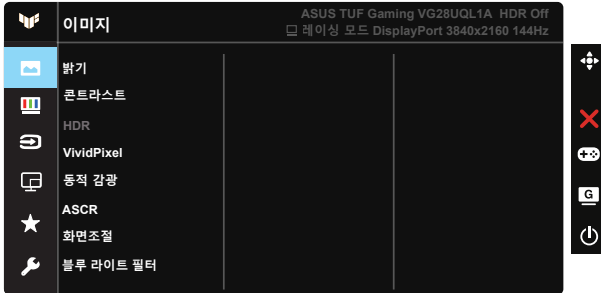 이미지
ASUS TUF Gaming VG28UQL1A HDR Off
레이싱 모드 DisplayPort 3840x2160 144Hz
밝기
콘트라스트
HDR
VividPixel
동적 감광
ASCR
화면조절
블루 라이트 필터
G